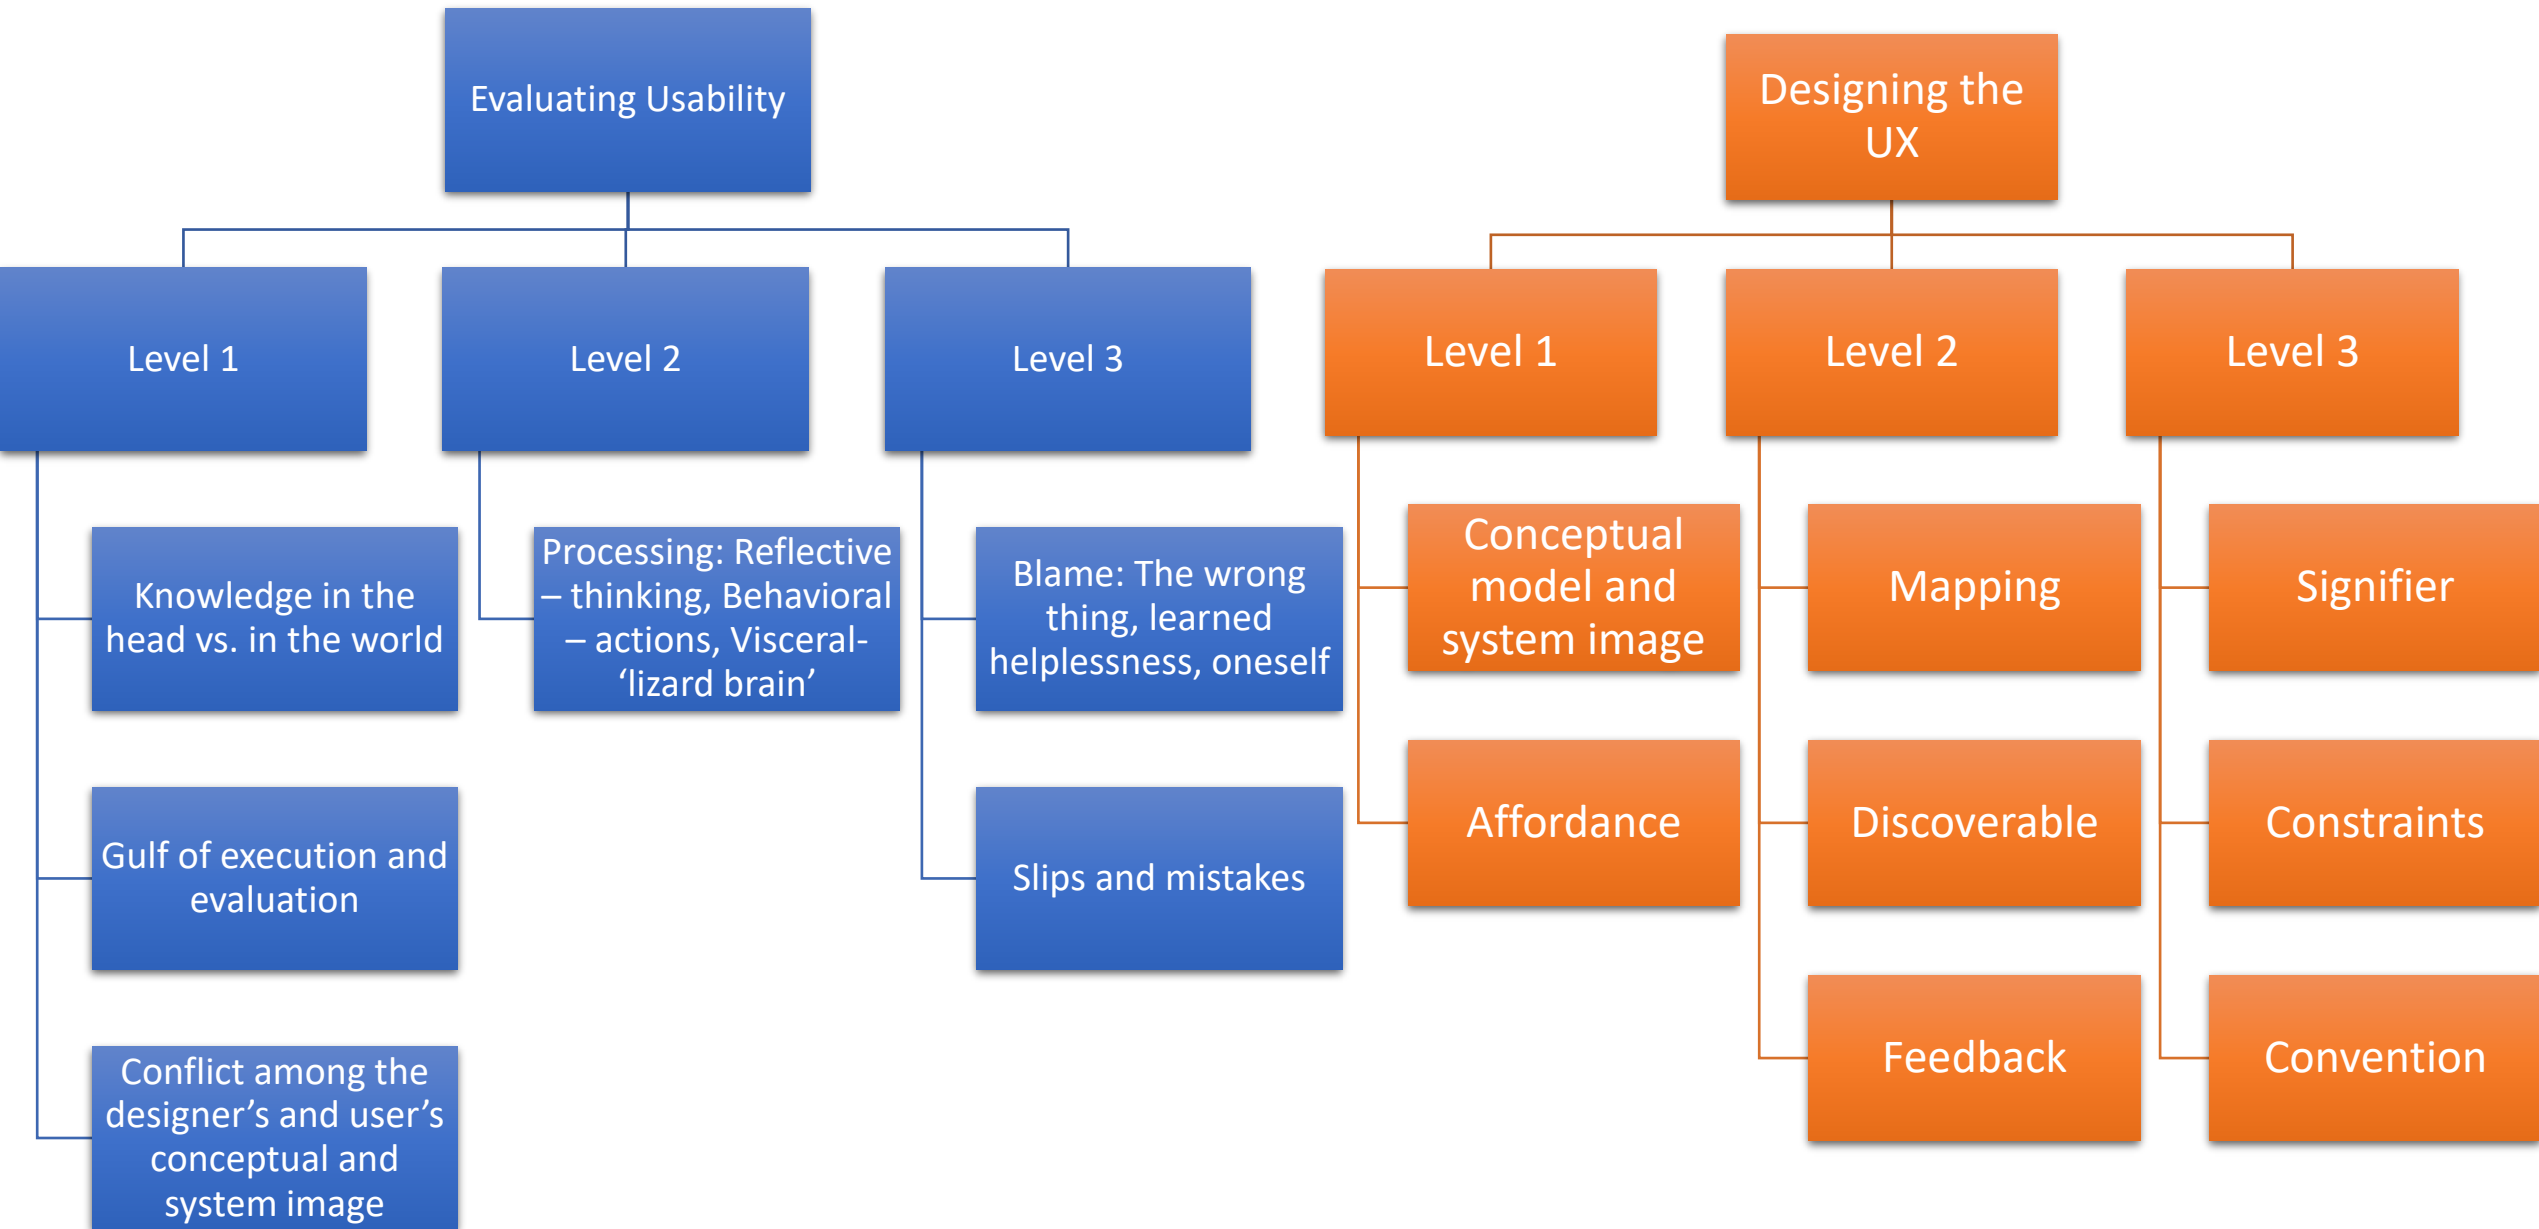 Evaluating Usability
Level 1
Knowledge in the
head vs. in the world
Gulf of execution and
evaluation
Conflict among the
designer’s and user’s
conceptual and
system image
Level 2
Processing: Reflective
– thinking, Behavioral
– actions, Visceral-
‘lizard brain’
Level 3
Blame: The wrong
thing, learned
helplessness, oneself
Slips and mistakes
Designing the
UX
Level 1
Conceptual
model and
system image
Affordance
Level 2
Mapping
Discoverable
Feedback
Level 3
Signifier
Constraints
Convention